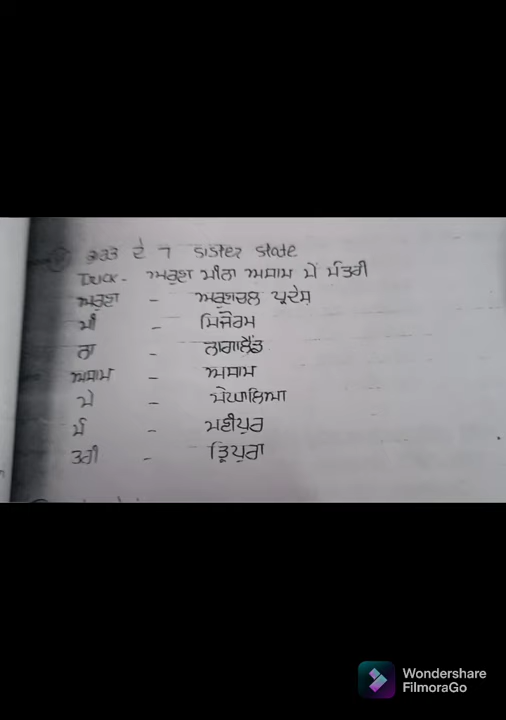 ਭਾਰਤ ਦੇ 7 Sister State
Trick - ਅਰੁਣਾ ਮੀਨਾ ਅਸਾਮ ਮੇਂ ਮੰਤਰੀ
ਅਰੁਣਾ - ਅਰੁਣਾਚਲ ਪ੍ਰਦੇਸ਼
ਮੀ - ਮਿਜੋਰਮ
ਨਾ - ਨਾਗਾਲੈਂਡ
ਅਸਾਮ - ਅਸਾਮ
ਮੇ - ਮੇਘਾਲਿਆ
ਮੰ - ਮਣੀਪੁਰ
ਤਰੀ - ਤ੍ਰਿਪੁਰਾ
Wondershare
FilmoraGo